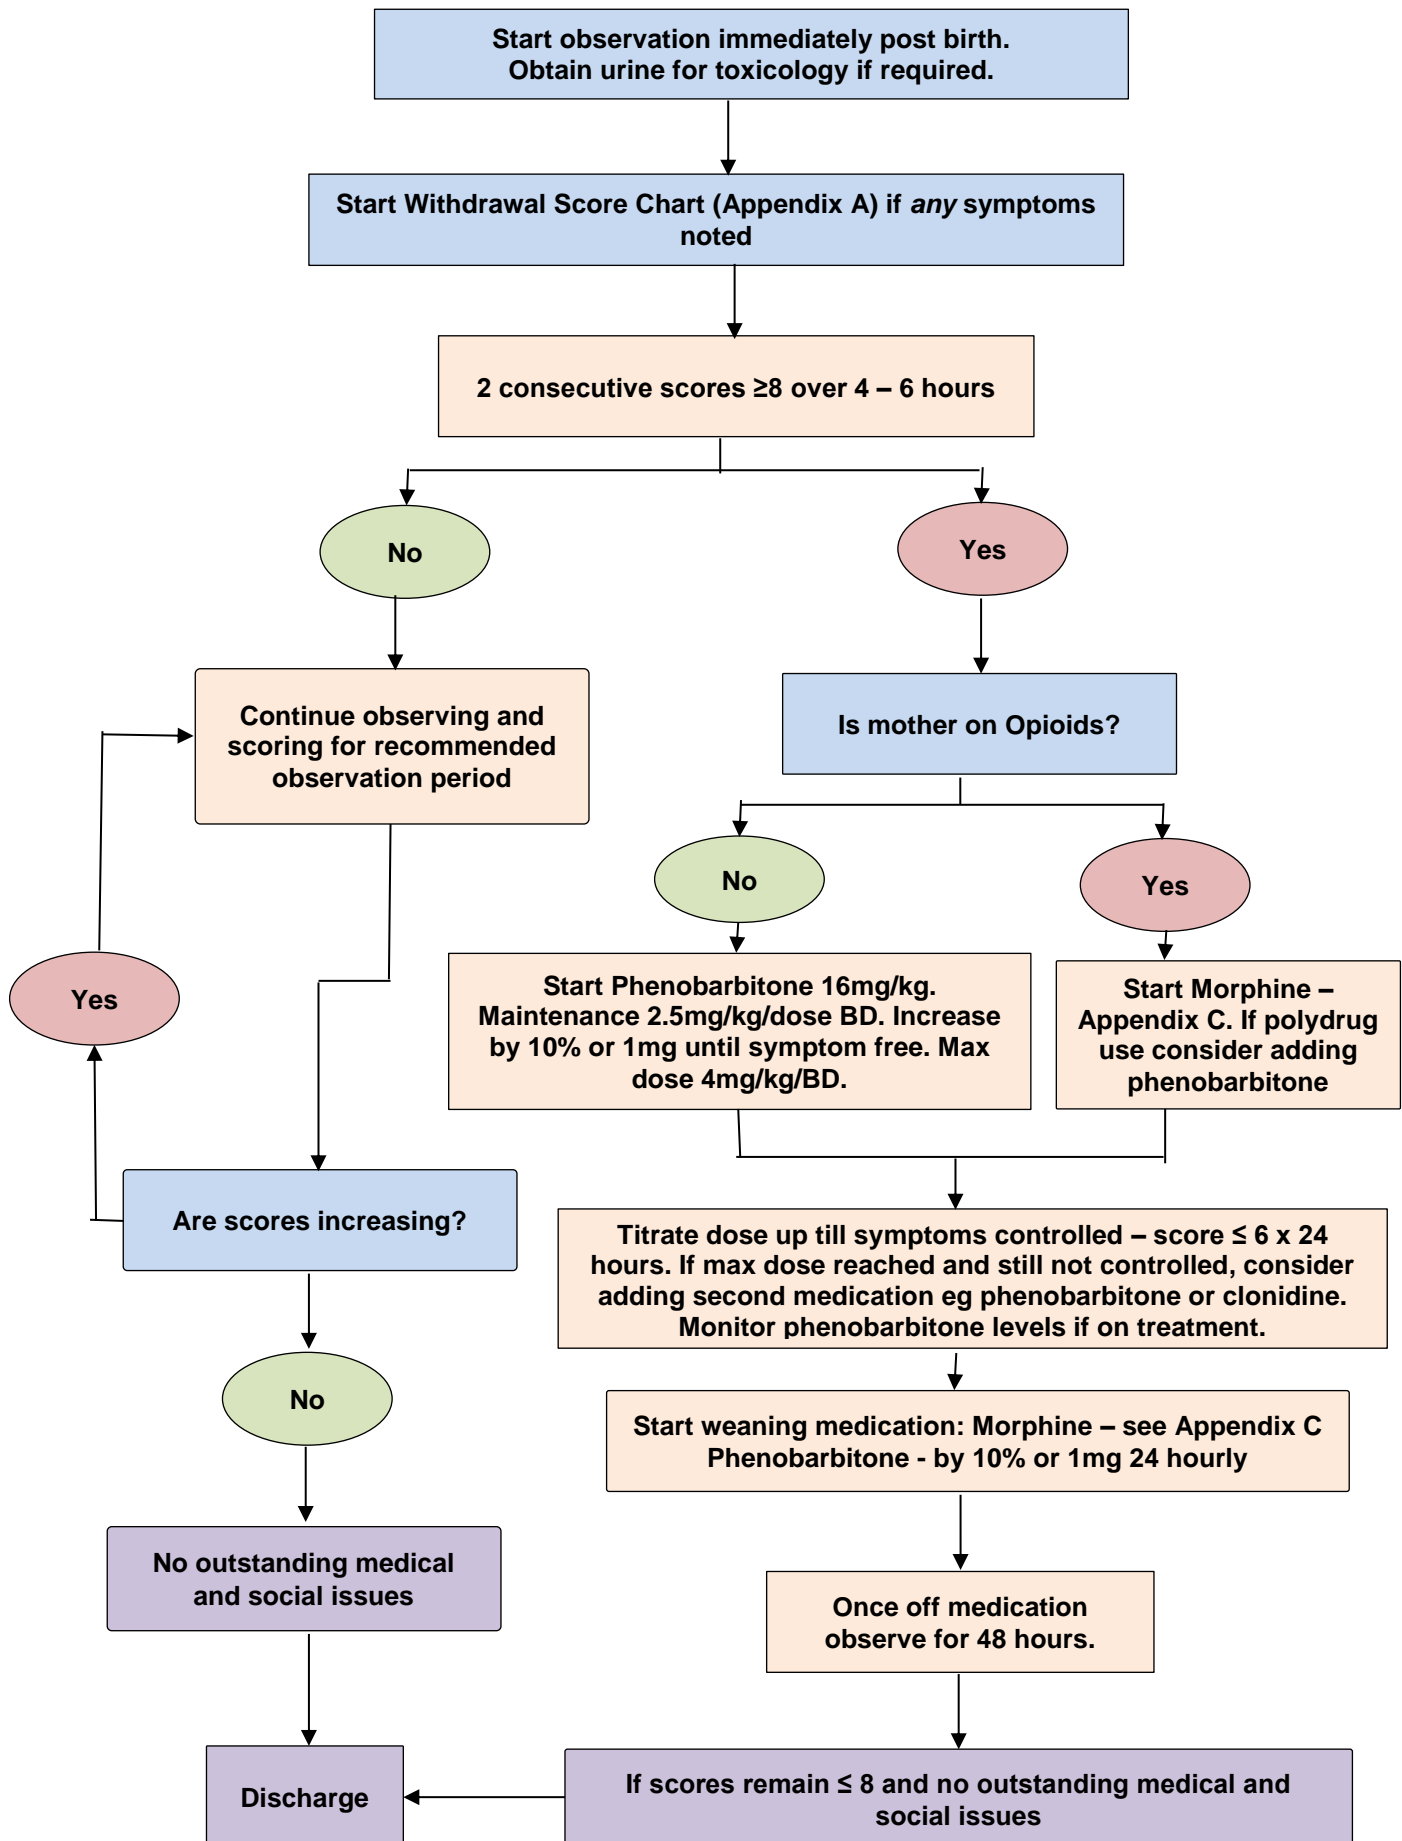 Start observation immediately post birth.
Obtain urine for toxicology if required.
Start Withdrawal Score Chart (Appendix A) if any symptoms
noted
2 consecutive scores ≥8 over 4 – 6 hours
No
Yes
Continue observing and
scoring for recommended
observation period
Is mother on Opioids?
No
Yes
Yes
Start Phenobarbitone 16mg/kg.
Maintenance 2.5mg/kg/dose BD. Increase
by 10% or 1mg until symptom free. Max
dose 4mg/kg/BD.
Start Morphine –
Appendix C. If polydrug
use consider adding
phenobarbitone
Are scores increasing?
Titrate dose up till symptoms controlled – score ≤ 6 x 24
hours. If max dose reached and still not controlled, consider
adding second medication eg phenobarbitone or clonidine.
Monitor phenobarbitone levels if on treatment.
No
Start weaning medication: Morphine – see Appendix C
Phenobarbitone - by 10% or 1mg 24 hourly
No outstanding medical
and social issues
Once off medication
observe for 48 hours.
Discharge
If scores remain ≤ 8 and no outstanding medical and
social issues